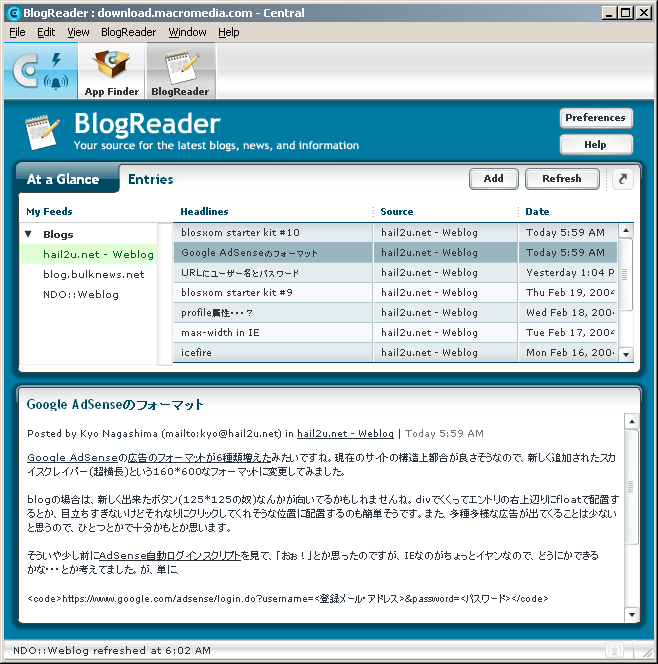 BlogReader : download.macromedia.com - Central
File Edit View BlogReader Window Help
App Finder
BlogReader
BlogReader
Your source for the latest blogs, news, and information
Preferences
Help
At a Glance
Entries
Add
Refresh
My Feeds
Headlines
Source
Date
Blogs
hail2u.net - Weblog
blog.bulknews.net
NDO::Weblog
blosxom starter kit #10 hail2u.net - Weblog Today 5:59 AM
Google AdSenseのフォーマット hail2u.net - Weblog Today 5:59 AM
URLにユーザー名とパスワード hail2u.net - Weblog Yesterday 1:04 P
blosxom starter kit #9 hail2u.net - Weblog Thu Feb 19, 2004
profile属性・・・? hail2u.net - Weblog Wed Feb 18, 2004
max-width in IE hail2u.net - Weblog Tue Feb 17, 2004
icefire hail2u.net - Weblog Mon Feb 16, 2004
Google AdSenseのフォーマット
Posted by Kyo Nagashima (mailto:kyo@hail2u.net) in hail2u.net - Weblog | Today 5:59 AM
Google AdSenseの広告のフォーマットが6種類増えたみたいですね。現在のサイトの構造上都合が良さそうなので、新しく追加されたスカ
イスクレイパー(超横長)という160*600なフォーマットに変更してみました。
blogの場合は、新しく出来たボタン(125*125の奴)なんかが向いてるかもしれませんね。divでくくってエントリの右上辺りにfloatで配置す
るとか、目立ちすぎないけどそれなりにクリックしてくれそうな位置に配置するのも簡単そうです。また、多種多様な広告が出てくることは少ない
と思うので、ひとつとかで十分かもとか思います。
そういや少し前にAdSense自動ログインスクリプトを見て、「おぉ!」とか思ったのですが、IEなのがちょっとイヤンなので、どうにかできる
かな・・・とか考えてました。が、単に
<code>https://www.google.com/adsense/login.do?username=<登録メール・アドレス>&password=<パスワード></code>
NDO::Weblog refreshed at 6:02 AM